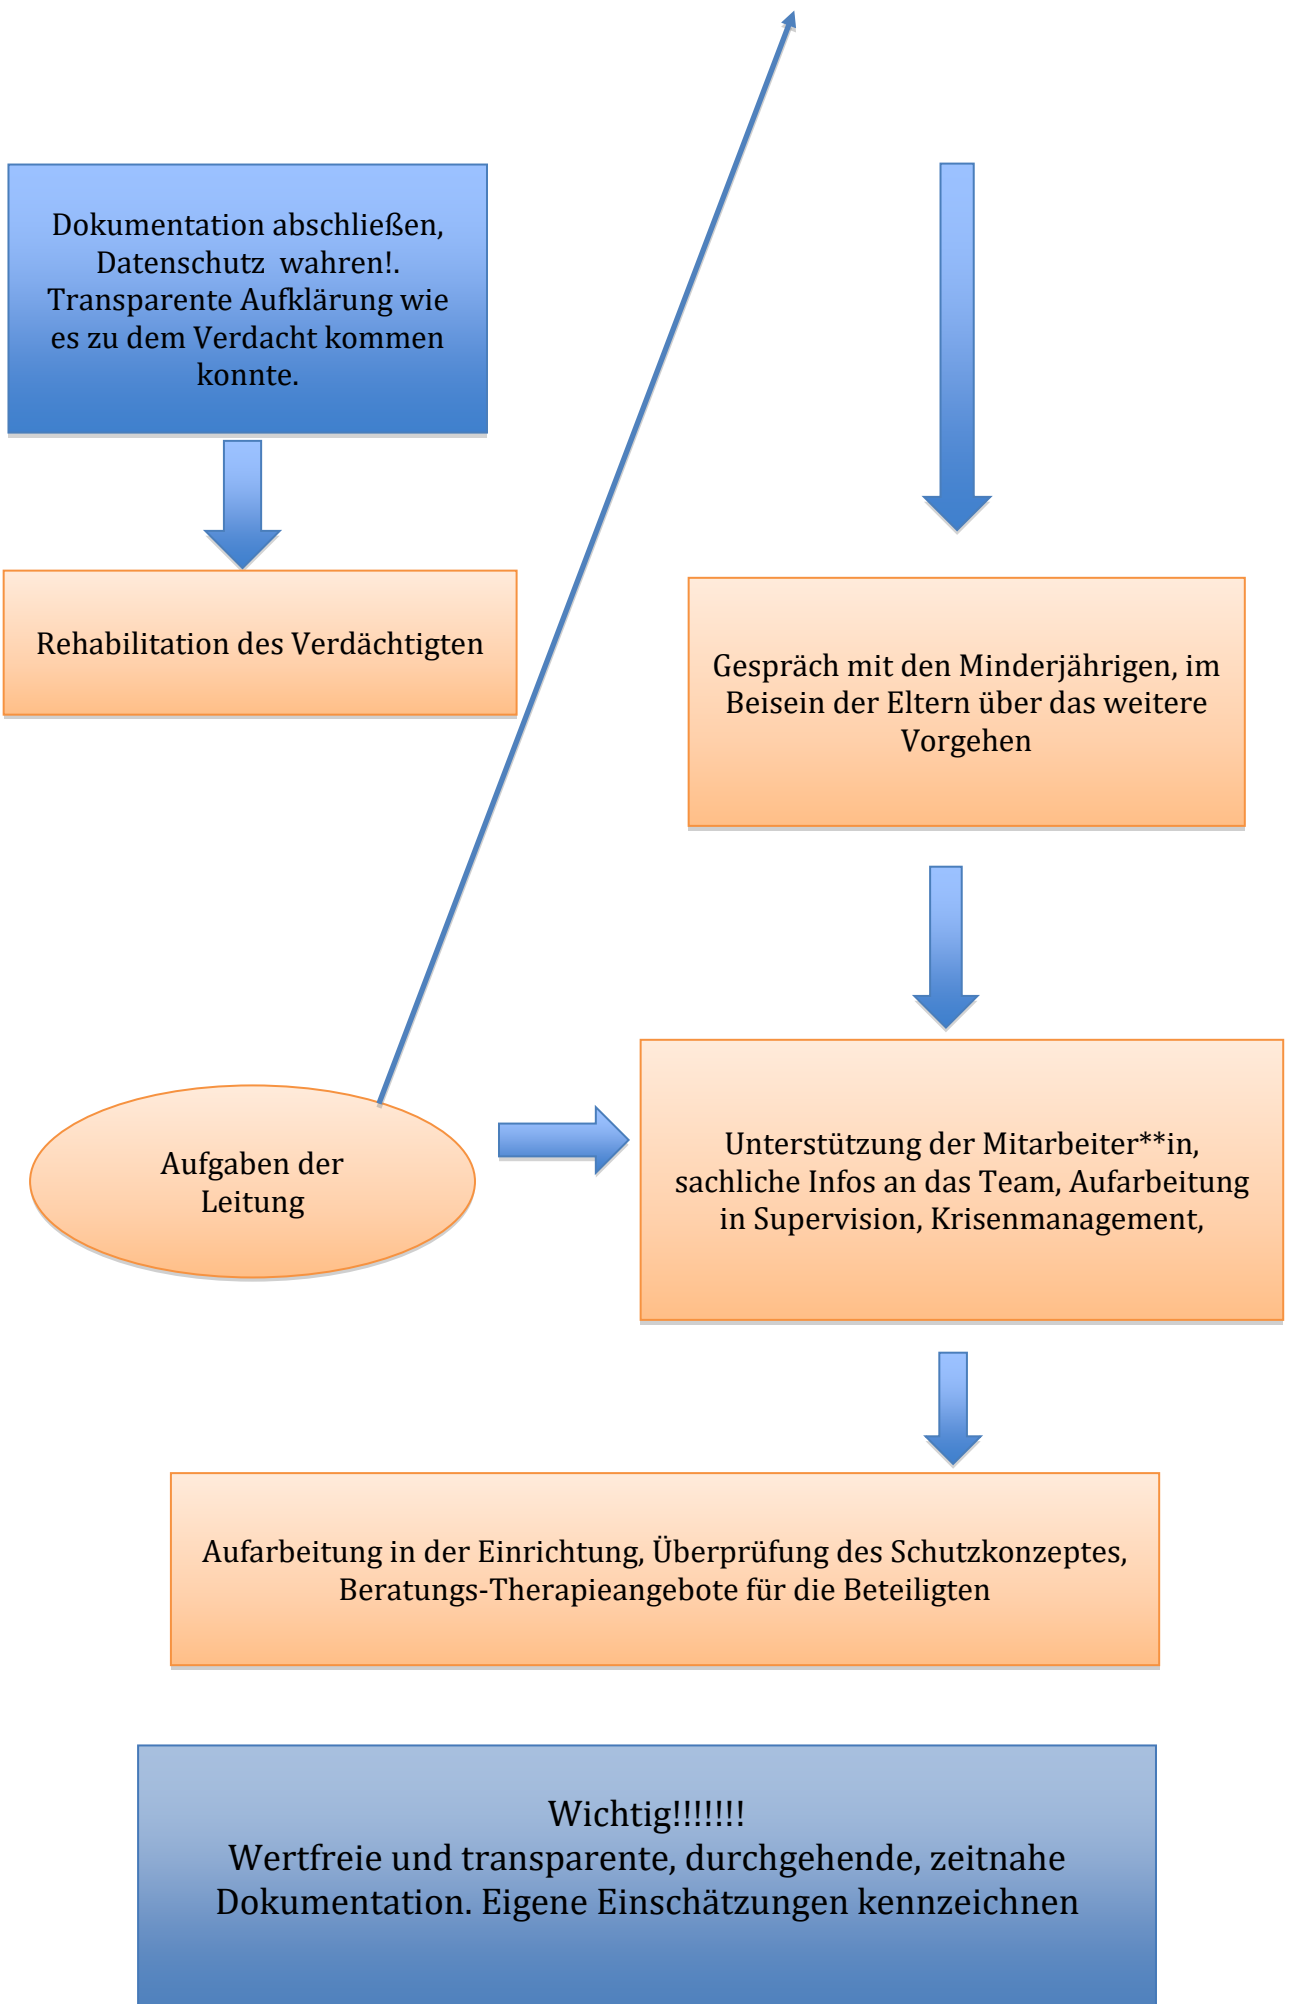 Dokumentation abschließen,
Datenschutz  wahren!.
Transparente Aufklärung wie
es zu dem Verdacht kommen
konnte.
Rehabilitation des Verdächtigten
Gespräch mit den Minderjährigen, im
Beisein der Eltern über das weitere
Vorgehen
Aufgaben der
Leitung
Unterstützung der Mitarbeiter**in,
sachliche Infos an das Team, Aufarbeitung
in Supervision, Krisenmanagement,
Aufarbeitung in der Einrichtung, Überprüfung des Schutzkonzeptes,
Beratungs-Therapieangebote für die Beteiligten
Wichtig!!!!!!!
Wertfreie und transparente, durchgehende, zeitnahe
Dokumentation. Eigene Einschätzungen kennzeichnen